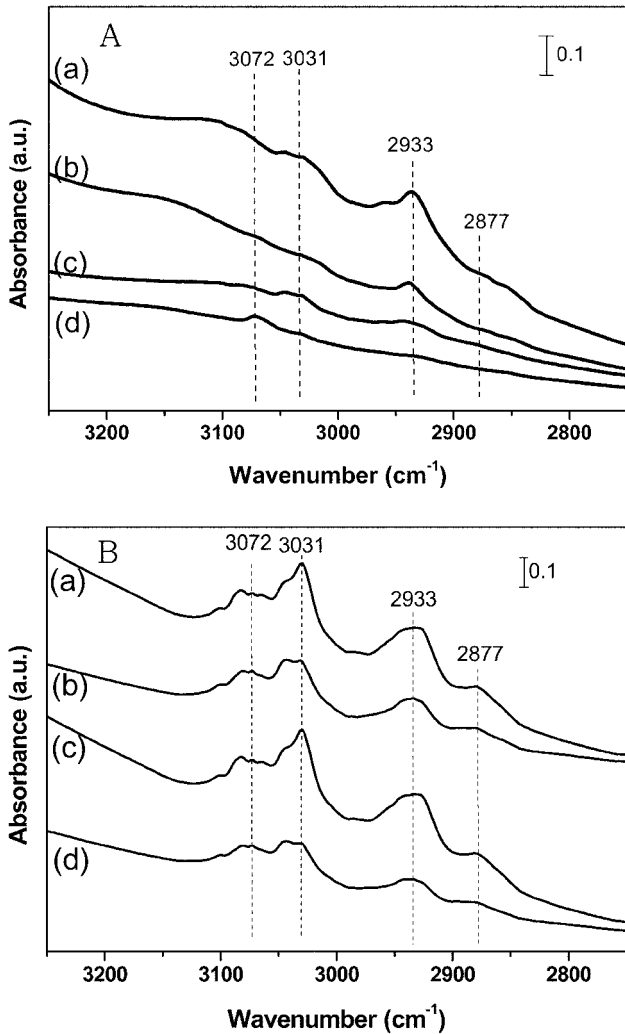 A
3072 3031
0.1
(a)
2933
(b)
2877
(c)
(d)
Absorbance (a.u.)
3200 3100 3000 2900 2800
Wavenumber (cm⁻¹)
B
3072 3031
0.1
(a)
2933
2877
(b)
(c)
(d)
Absorbance (a.u.)
3200 3100 3000 2900 2800
Wavenumber (cm⁻¹)